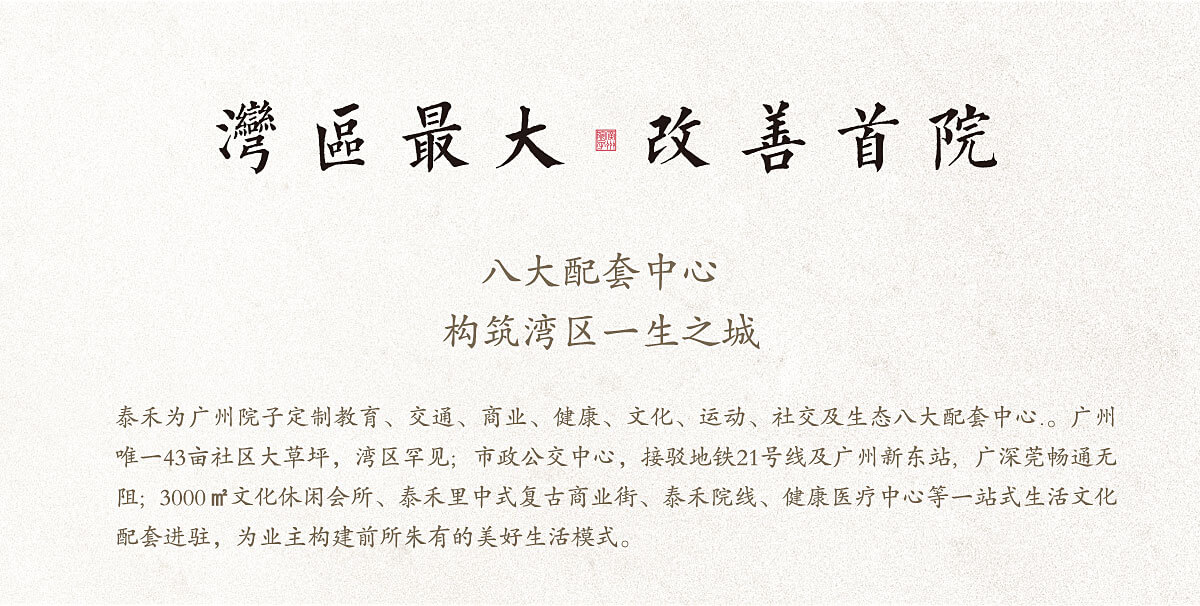 灣區最大 改善首院
八大配套中心
构筑湾区一生之城
泰禾为广州院子定制教育、交通、商业、健康、文化、运动、社交及生态八大配套中心.。广州
唯一43亩社区大草坪，湾区罕见；市政公交中心，接驳地铁21号线及广州新东站，广深莞畅通无
阻；3000㎡文化休闲会所、泰禾里中式复古商业街、泰禾院线、健康医疗中心等一站式生活文化
配套进驻，为业主构建前所朱有的美好生活模式。